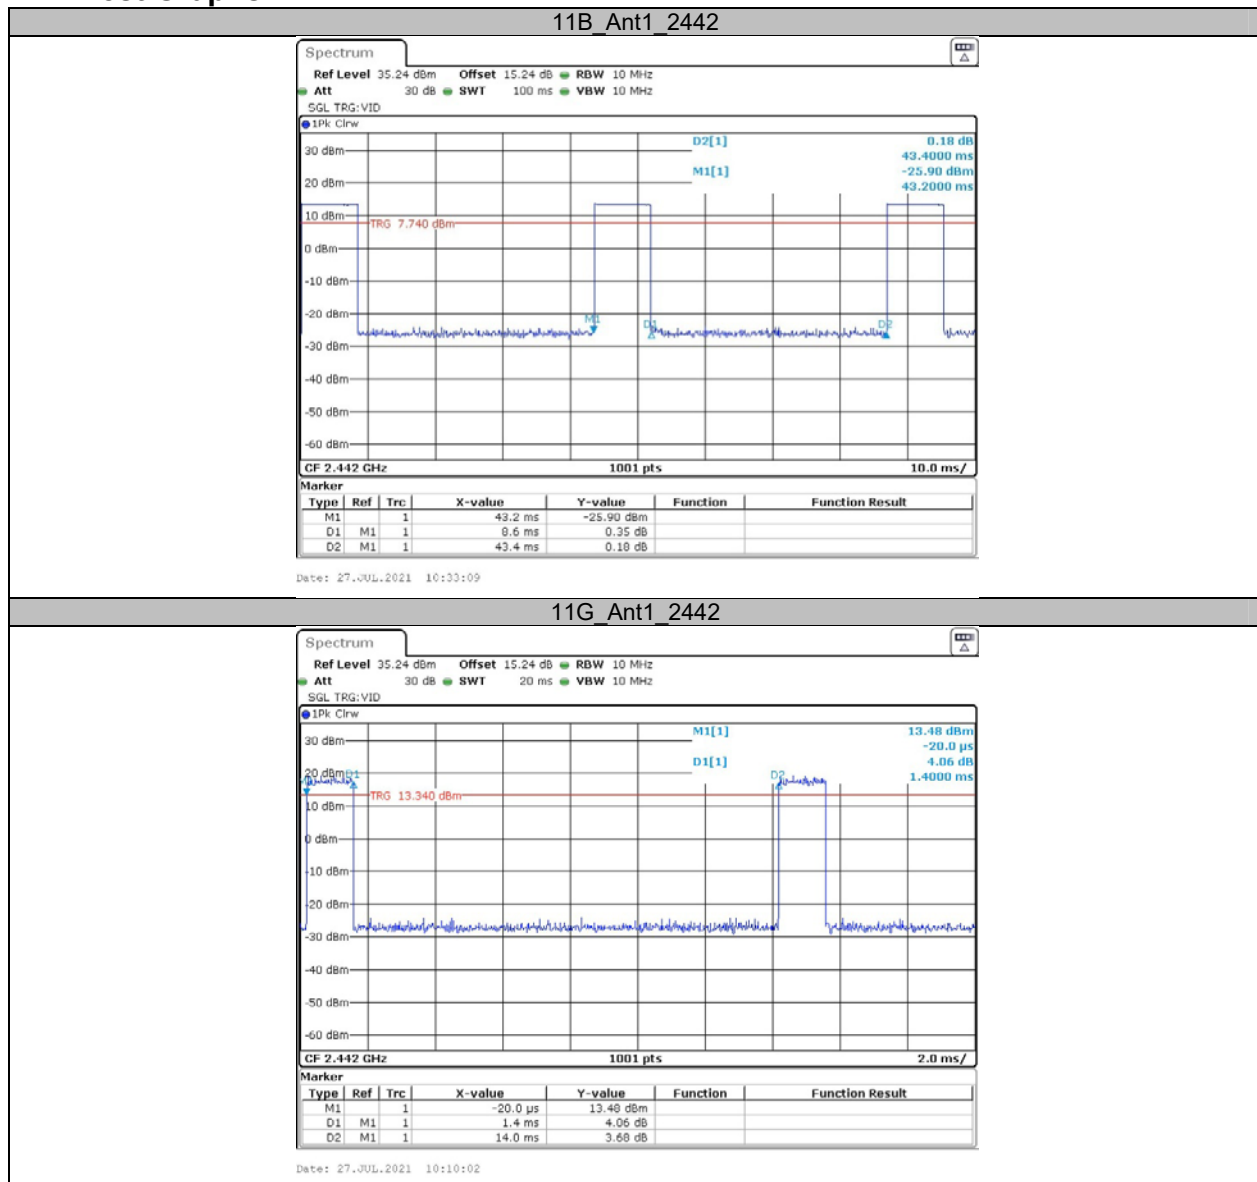 11B_Ant1_2442
Spectrum
Ref Level 35.24 dBm Offset 15.24 dB RBW 10 MHz
Att 30 dB SWT 100 ms VBW 10 MHz
SGL TRG:VID
1Pk Clrw
D2[1] 0.18 dB
43.4000 ms
M1[1] -25.90 dBm
43.2000 ms
30 dBm
20 dBm
10 dBm
TRG 7.740 dBm
0 dBm
-10 dBm
-20 dBm
M1 D1 D2
-30 dBm
-40 dBm
-50 dBm
-60 dBm
CF 2.442 GHz 1001 pts 10.0 ms/
Marker
Type Ref Trc X-value Y-value Function Function Result
M1 1 43.2 ms -25.90 dBm
D1 M1 1 8.6 ms 0.35 dB
D2 M1 1 43.4 ms 0.18 dB
Date: 27.JUL.2021 10:33:09
11G_Ant1_2442
Spectrum
Ref Level 35.24 dBm Offset 15.24 dB RBW 10 MHz
Att 30 dB SWT 20 ms VBW 10 MHz
SGL TRG:VID
1Pk Clrw
M1[1] 13.48 dBm
-20.0 µs
D1[1] 4.06 dB
1.4000 ms
30 dBm
20 dBm
D1 D2
TRG 13.340 dBm
10 dBm
0 dBm
-10 dBm
-20 dBm
-30 dBm
-40 dBm
-50 dBm
-60 dBm
CF 2.442 GHz 1001 pts 2.0 ms/
Marker
Type Ref Trc X-value Y-value Function Function Result
M1 1 -20.0 µs 13.48 dBm
D1 M1 1 1.4 ms 4.06 dB
D2 M1 1 14.0 ms 3.68 dB
Date: 27.JUL.2021 10:10:02